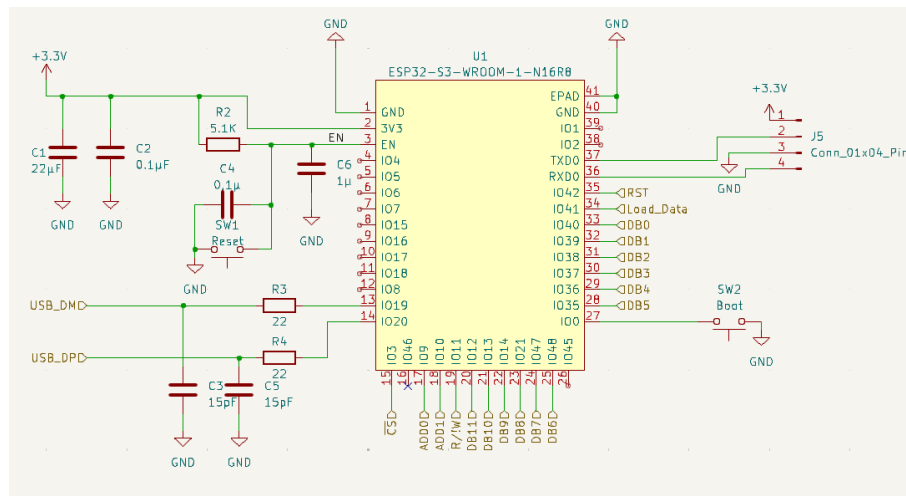 GND
GND
+3.3V
U1
ESP32-S3-WROOM-1-N16R8
+3.3V
R2
5.1K
EN
C1
22µF
C2
0.1µF
C4
0.1µ
C6
1µ
SW1
Reset
GND
GND
GND
GND
1 GND
2 3V3
3 EN
4 IO4
5 IO5
6 IO6
7 IO7
8 IO15
9 IO16
10 IO17
11 IO18
12 IO8
13 IO19
14 IO20
EPAD 41
GND 40
IO1 39
IO2 38
TXD0 37
RXD0 36
IO42 35 RST
IO41 34 Load_Data
IO40 33 DB0
IO39 32 DB1
IO38 31 DB2
IO37 30 DB3
IO36 29 DB4
IO35 28 DB5
IO0 27
1
2
3
4
J5
Conn_01x04_Pin
GND
SW2
Boot
GND
USB_DM
R3
22
USB_DP
R4
22
C3
15pF
C5
15pF
GND
GND
IO3 15 CS
IO46 16
IO9 17 ADD0
IO10 18 ADD1
IO11 19 R/!W
IO12 20 DB11
IO13 21 DB10
IO14 22 DB9
IO21 23 DB8
IO47 24 DB7
IO48 25 DB6
IO45 26